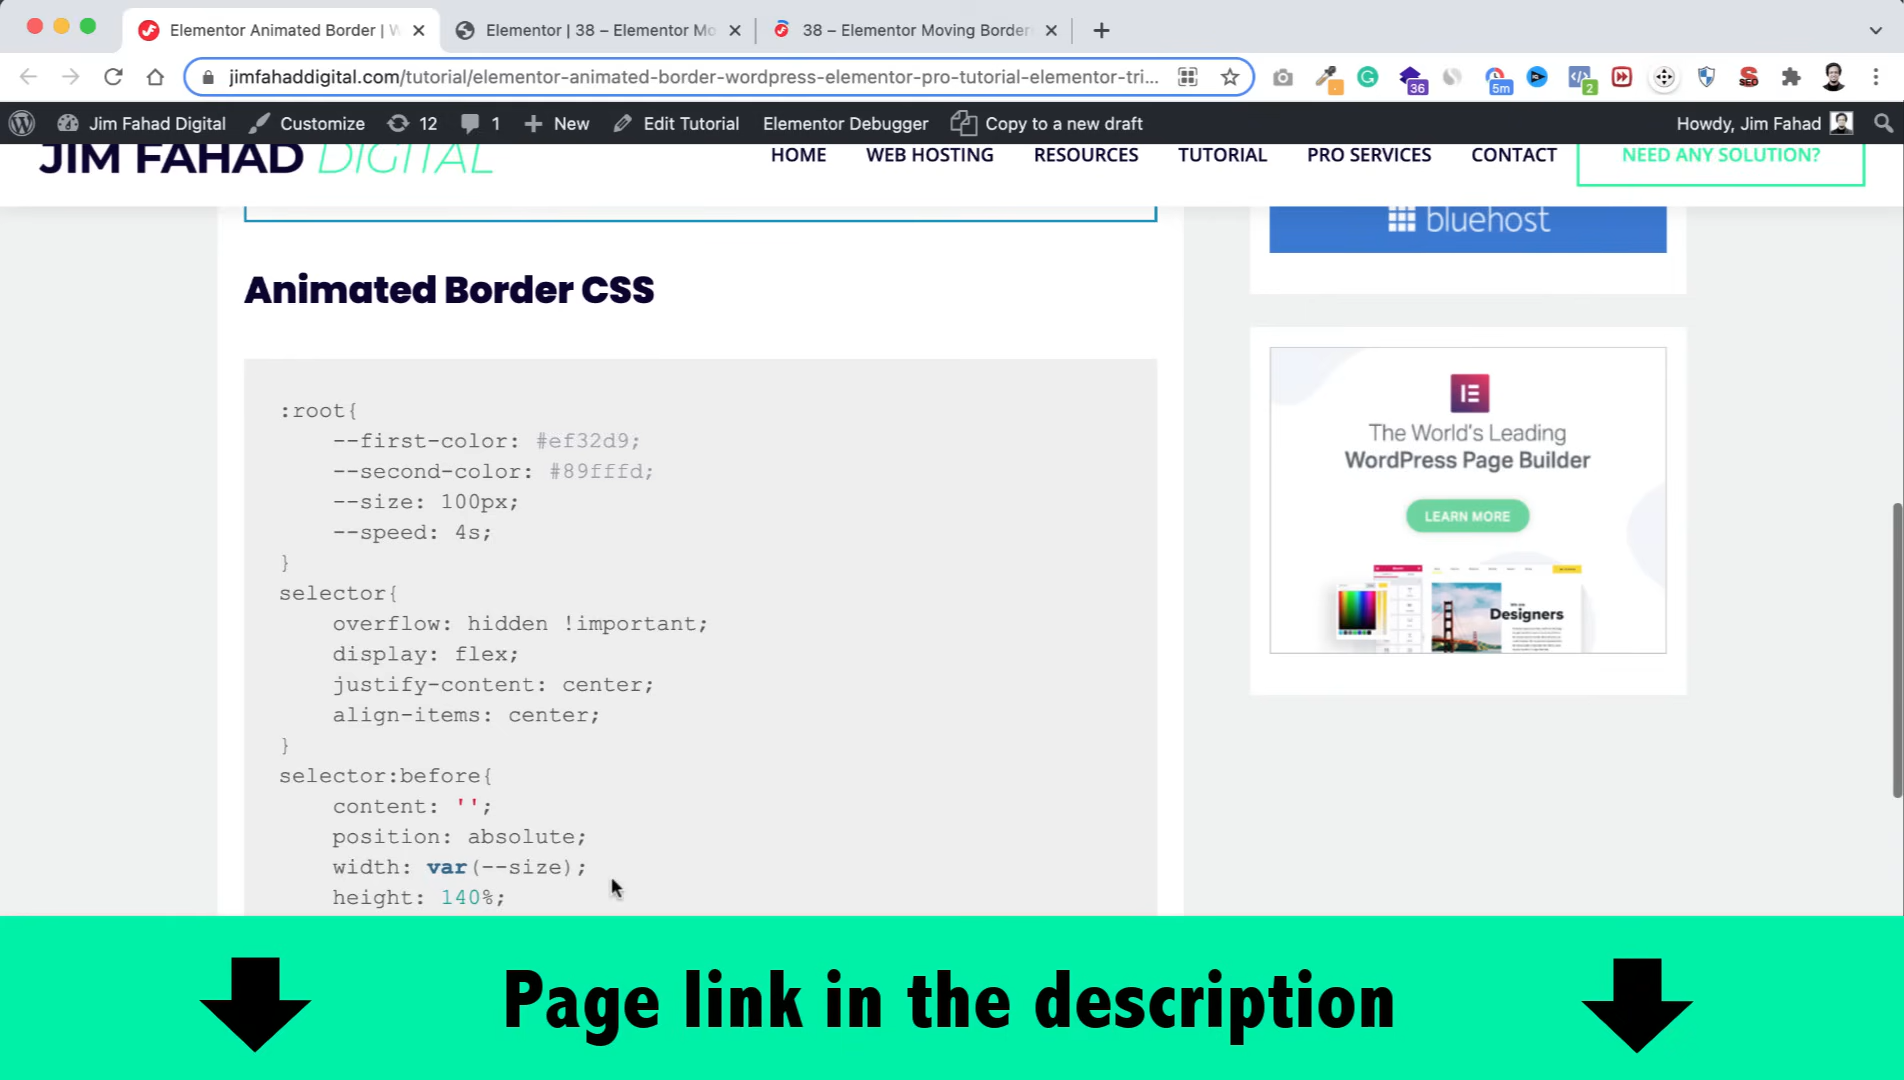 Elementor Animated Border | W
Elementor | 38 – Elementor Mo
38 – Elementor Moving Border
jimfahaddigital.com/tutorial/elementor-animated-border-wordpress-elementor-pro-tutorial-elementor-tri...
36
5m
2
SEO
Jim Fahad Digital
Customize
12
1
New
Edit Tutorial
Elementor Debugger
Copy to a new draft
Howdy, Jim Fahad
JIM FAHAD DIGITAL
HOME
WEB HOSTING
RESOURCES
TUTORIAL
PRO SERVICES
CONTACT
NEED ANY SOLUTION?
bluehost
Animated Border CSS
:root{
--first-color: #ef32d9;
--second-color: #89fffd;
--size: 100px;
--speed: 4s;
}
selector{
overflow: hidden !important;
display: flex;
justify-content: center;
align-items: center;
}
selector:before{
content: '';
position: absolute;
width: var(--size);
height: 140%;
The World's Leading
WordPress Page Builder
LEARN MORE
Designers
Page link in the description